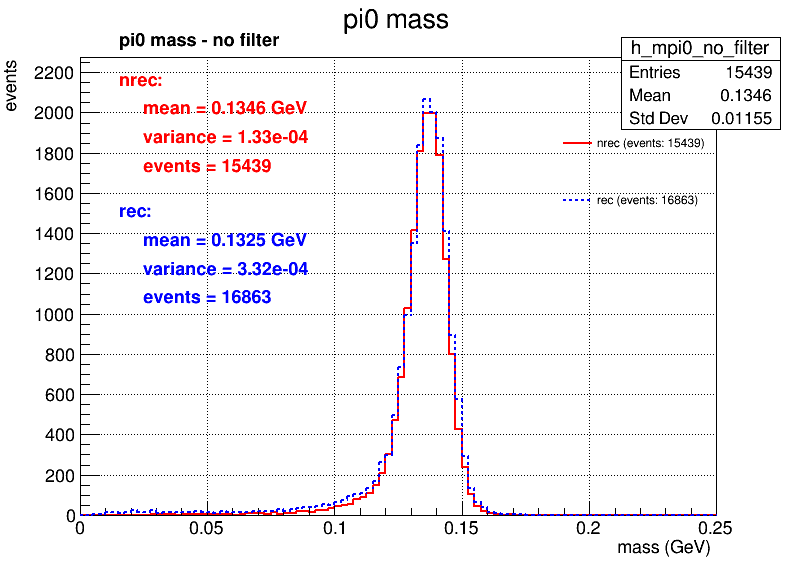 pi0 mass
pi0 mass - no filter
events
h_mpi0_no_filter
Entries 15439
Mean 0.1346
Std Dev 0.01155
nrec:
mean = 0.1346 GeV
variance = 1.33e-04
events = 15439
rec:
mean = 0.1325 GeV
variance = 3.32e-04
events = 16863
nrec (events: 15439)
rec (events: 16863)
2200
2000
1800
1600
1400
1200
1000
800
600
400
200
0
0 0.05 0.1 0.15 0.2 0.25
mass (GeV)